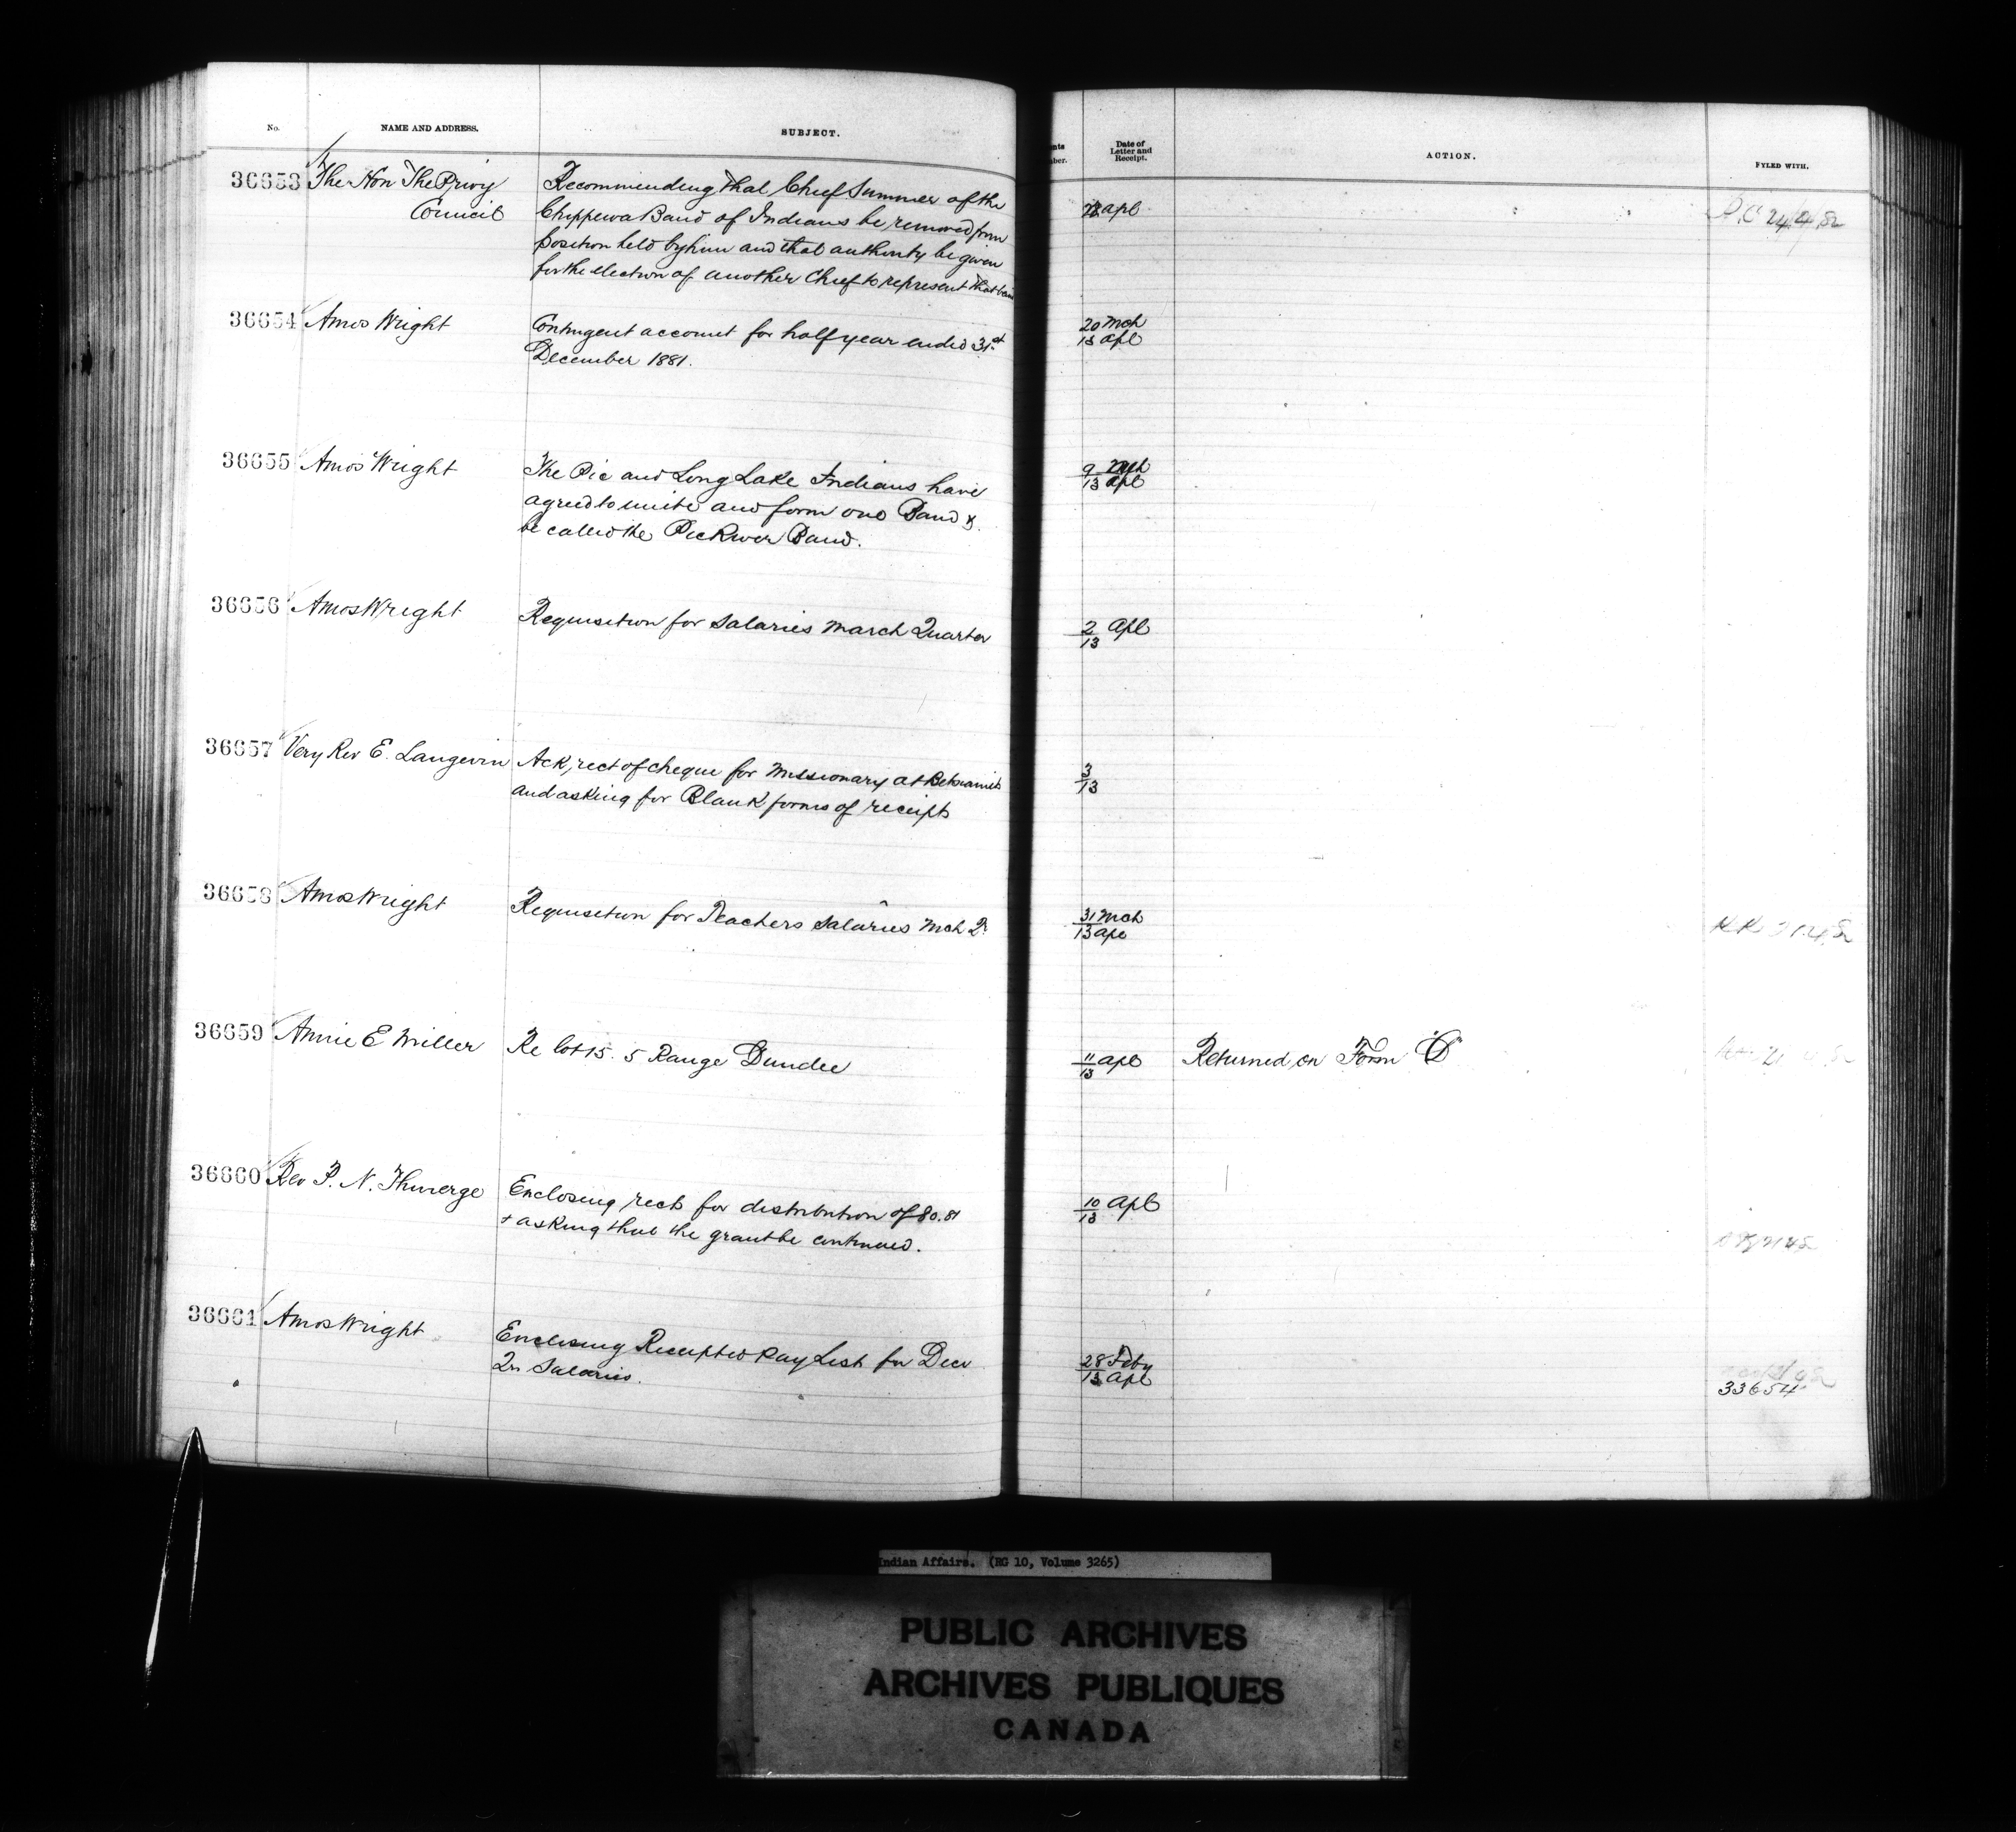 No. NAME AND ADDRESS. SUBJECT. Date of Letter and Receipt. ACTION. FYLED WITH.
36653 The Hon The Privy Council
Recommending that Chief Summer of the
Chippewa Band of Indians be removed from
position held by him and that authority be given
for the election of another Chief to represent that band
apl
P.C 24/4/82
36654 Amos Wright
Contingent account for half year ended 31st
December 1881.
20 Mch
13 apl
36655 Amos Wright
The Pic and Long Lake Indians have
agreed to unite and form one Band &
be called the Pic River Band.
9 Mch
13 apl
36656 Amos Wright
Requisition for Salaries March Quarter
2 apl
13
36657 Very Rev E. Langevin
Ack, rect of cheque for Missionary at Betsiamits
and asking for Blank forms of receipts
3
13
36658 Amos Wright
Requisition for Teachers Salaries Mch Qr
31 Mch
13 apl
36659 Annie E Miller
Re lot 15. 5 Range Dundee
11 apl
13
Returned on Form "D"
36660 Rev P. N. Thiverge
Enclosing rects for distribution of 80.81
+ asking that the grant be continued.
10 apl
13
36661 Amos Wright
Enclosing Receipted Pay List for Decr
Qr Salaries.
28 Feby
13 apl
33654
Indian Affairs. (RG 10, Volume 3265)
PUBLIC ARCHIVES
ARCHIVES PUBLIQUES
CANADA